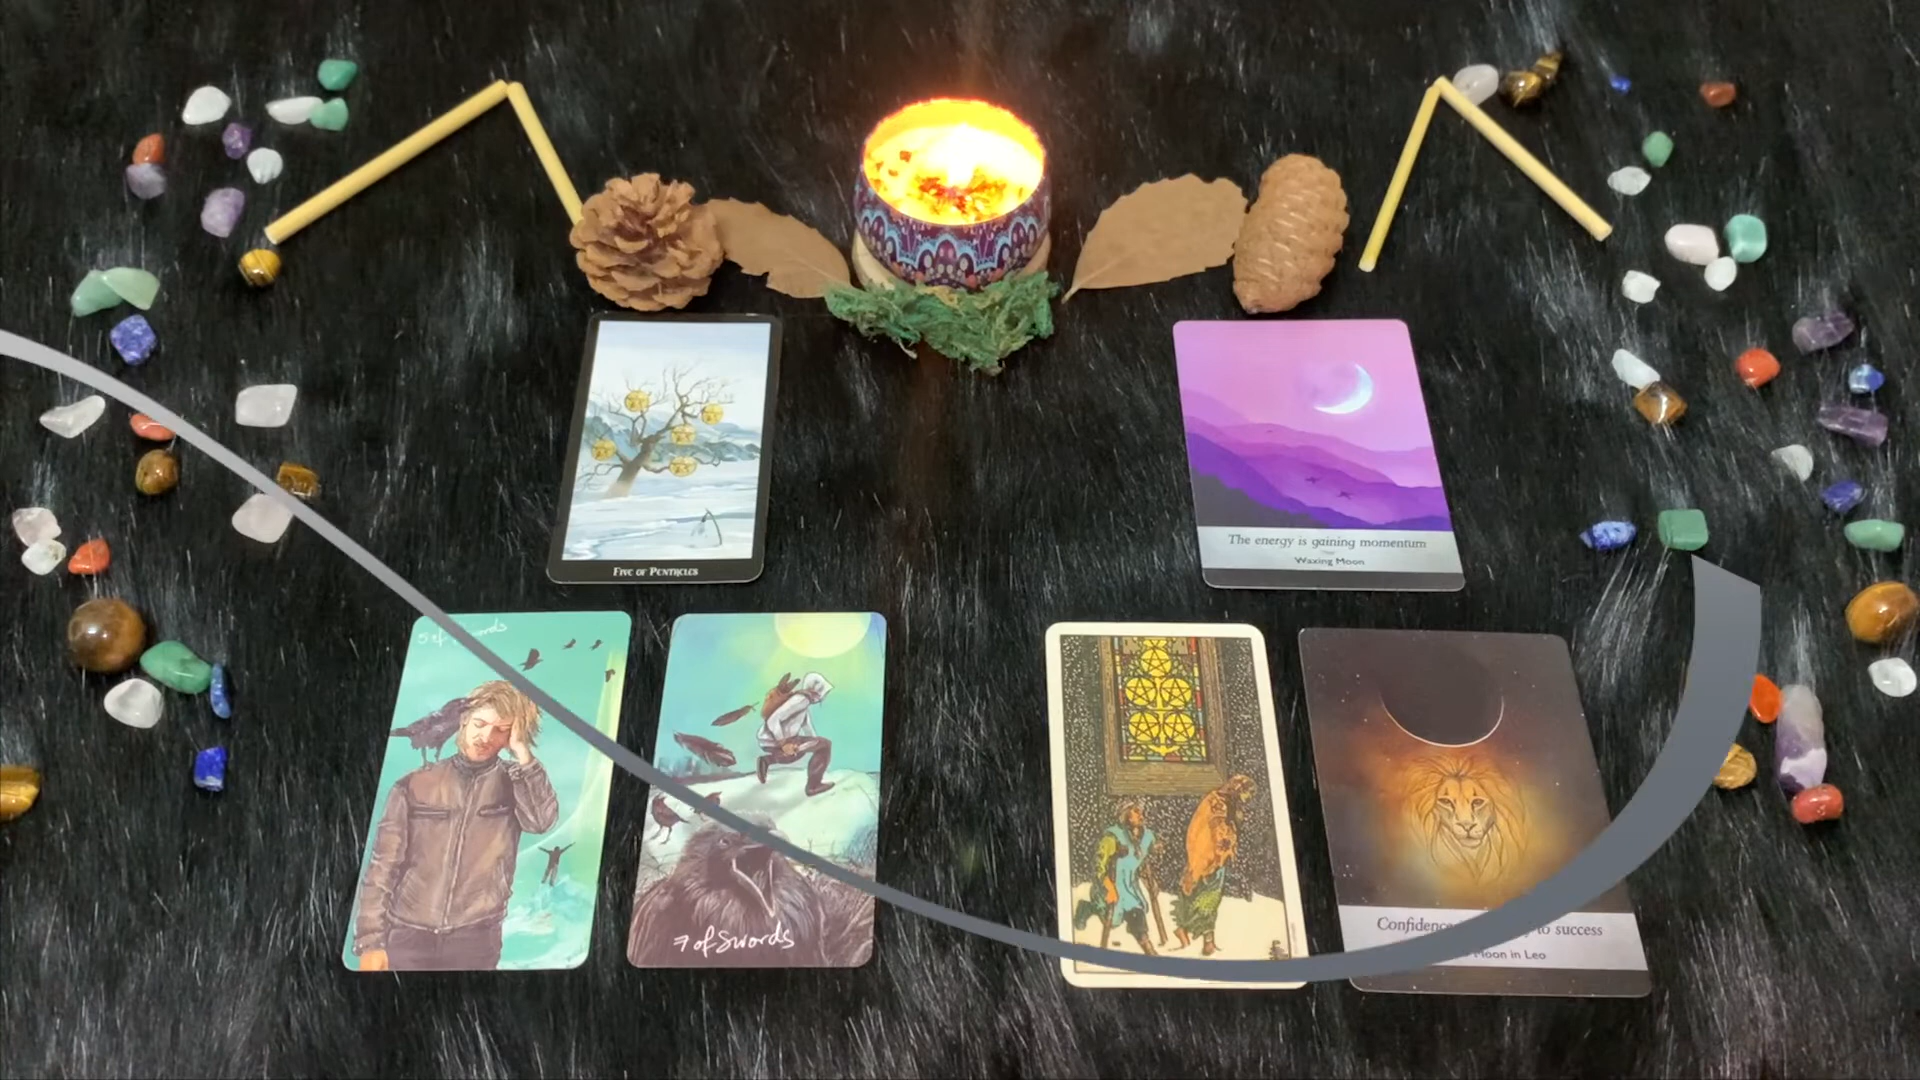 Five of Pentacles
The energy is gaining momentum
Waxing Moon
5 of Swords
7 of Swords
Confidence to success
Moon in Leo